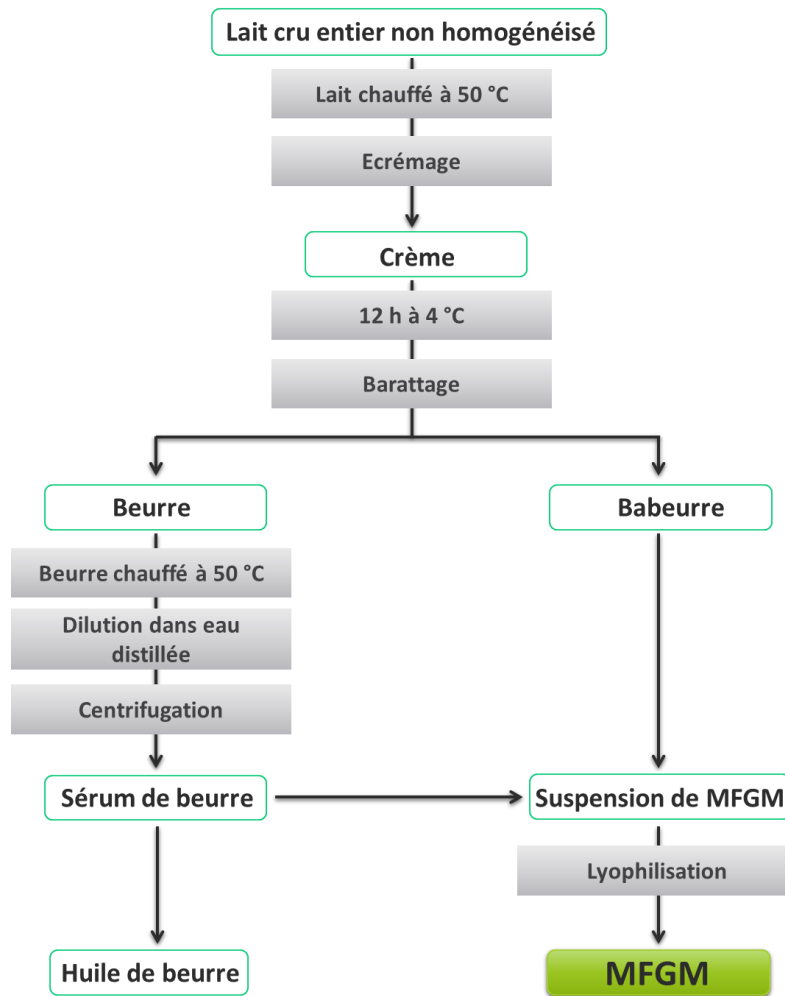 Lait cru entier non homogénéisé
Lait chauffé à 50 °C
Ecrémage
Crème
12 h à 4 °C
Barattage
Beurre
Babeurre
Beurre chauffé à 50 °C
Dilution dans eau
distillée
Centrifugation
Sérum de beurre
Suspension de MFGM
Lyophilisation
Huile de beurre
MFGM